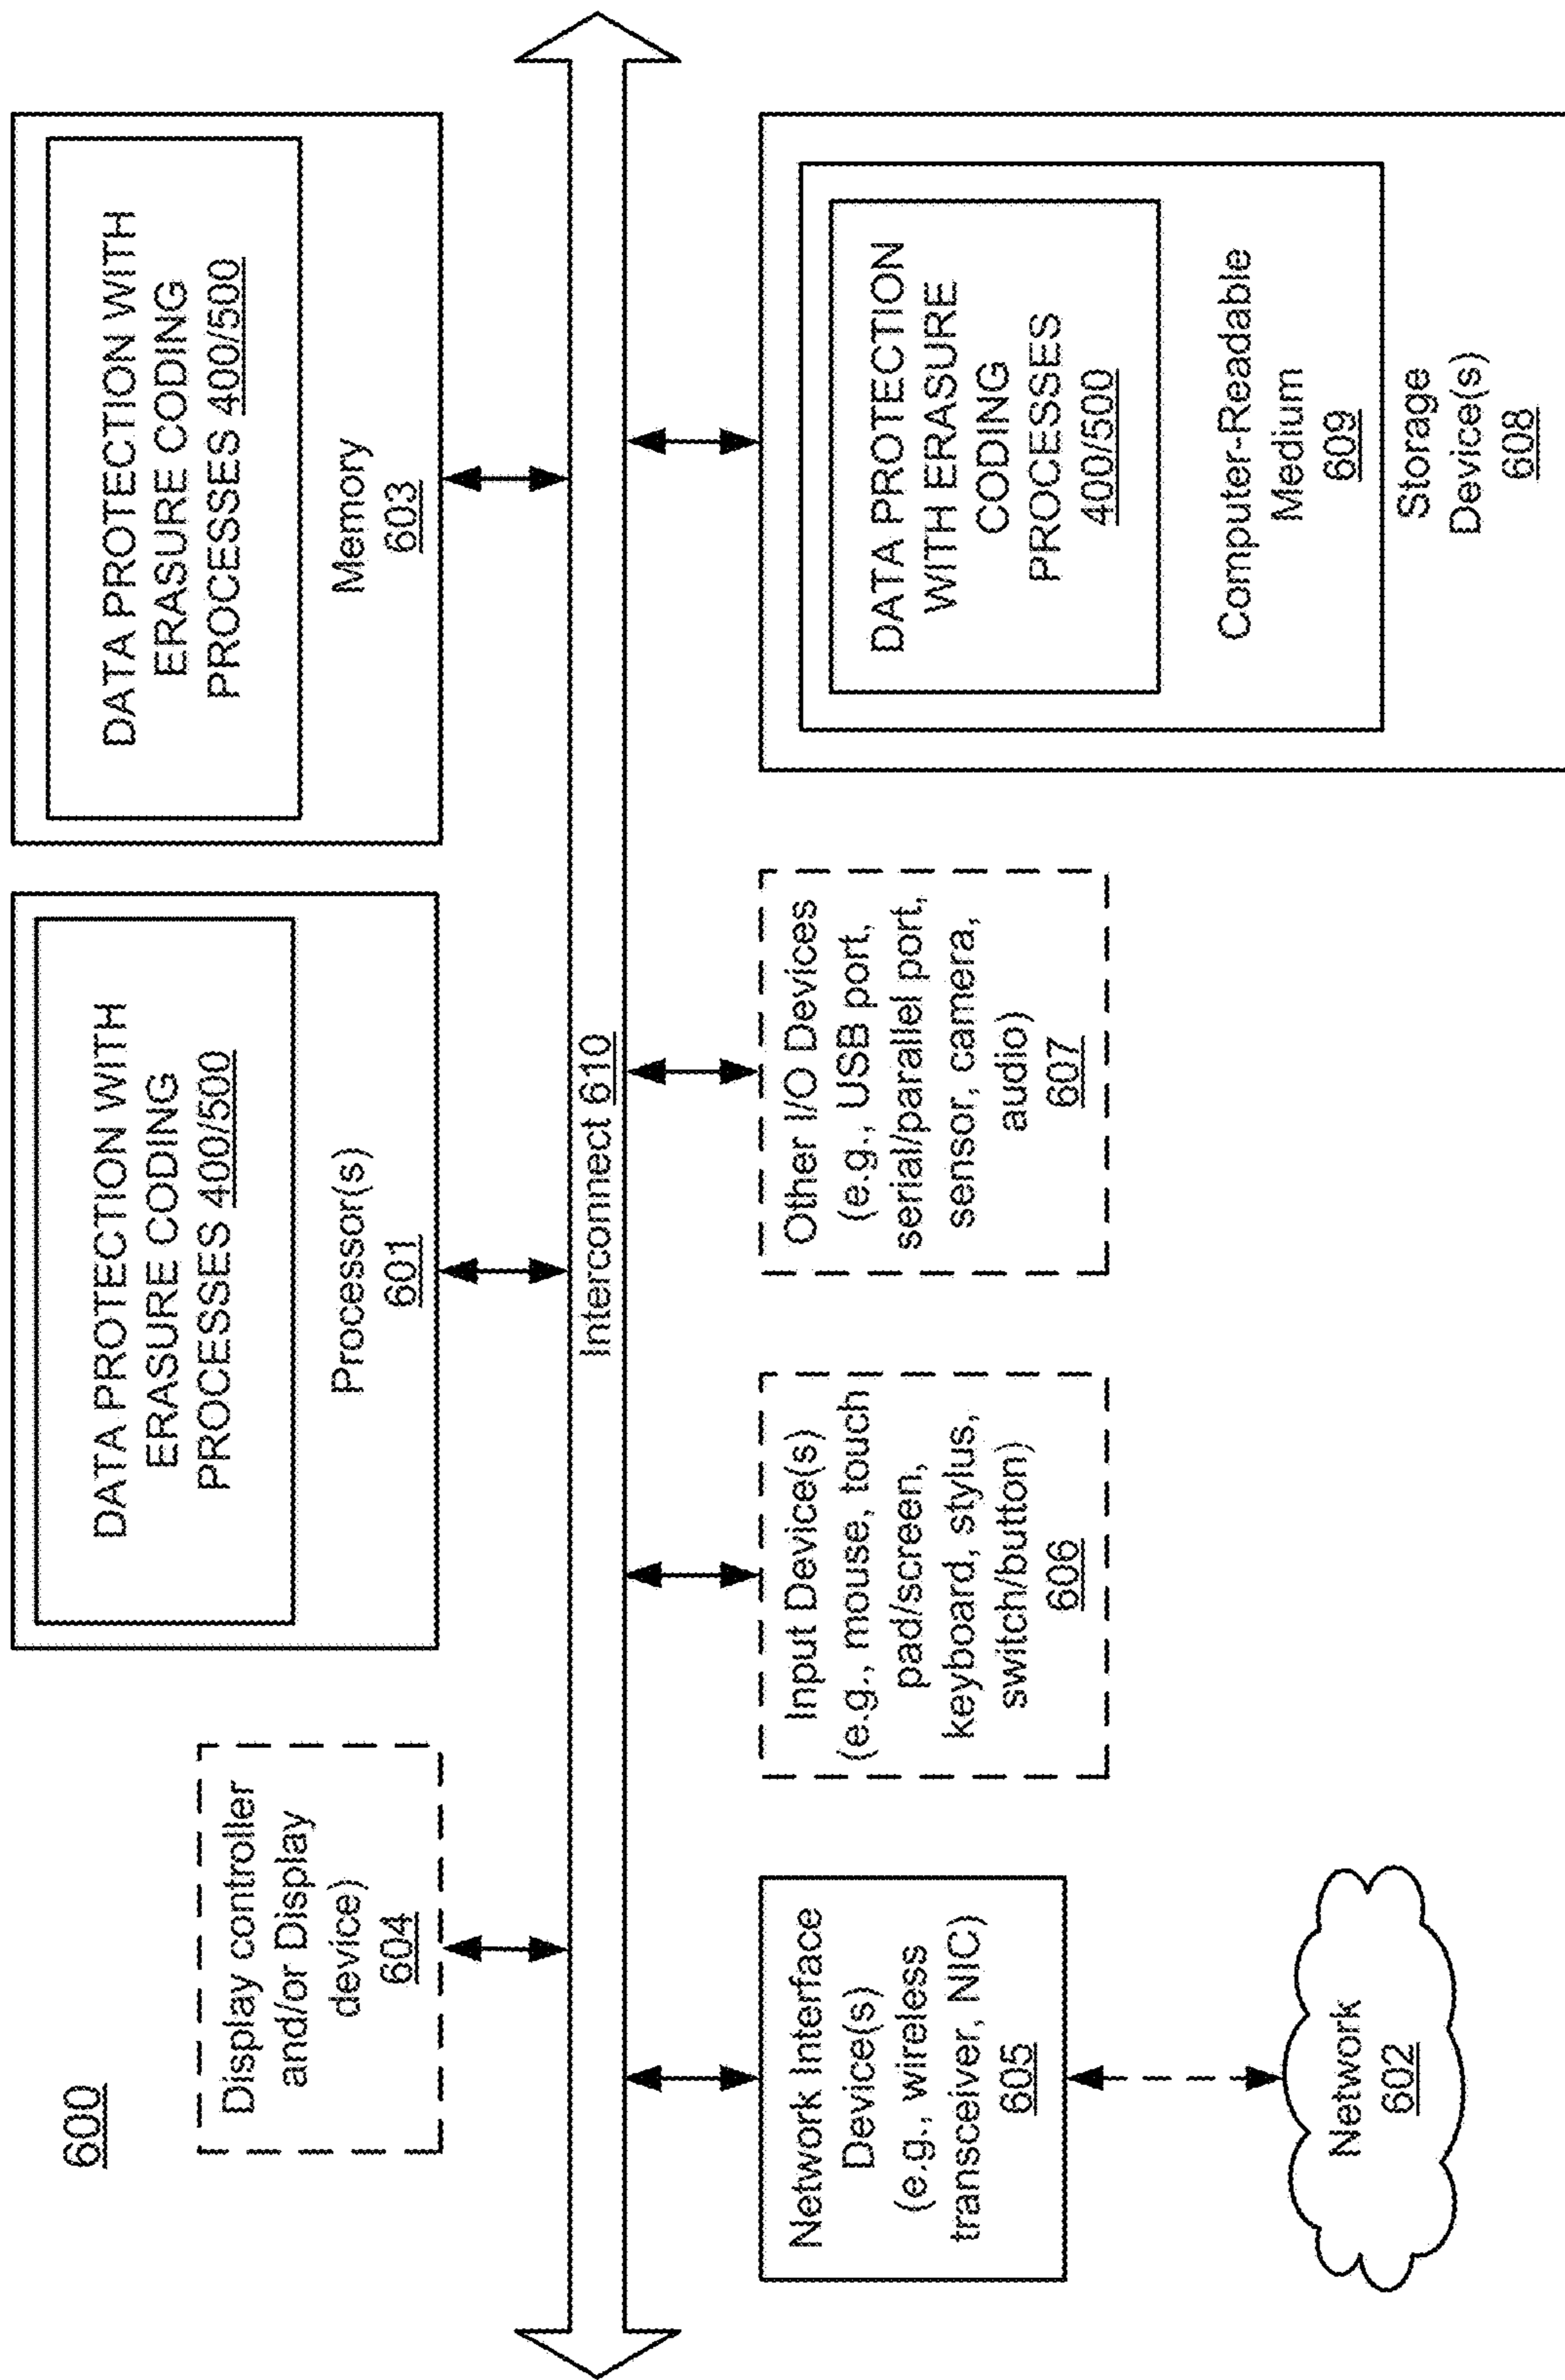 600
Display controller
and/or Display
device)
604
DATA PROTECTION WITH
ERASURE CODING
PROCESSES 400/500
Processor(s)
601
DATA PROTECTION WITH
ERASURE CODING
PROCESSES 400/500
Memory
603
Interconnect 610
Network Interface
Device(s)
(e.g., wireless
transceiver, NIC)
605
Network
602
Input Device(s)
(e.g., mouse, touch
pad/screen,
keyboard, stylus,
switch/button)
606
Other I/O Devices
(e.g., USB port,
serial/parallel port,
sensor, camera,
audio)
607
DATA PROTECTION
WITH ERASURE
CODING
PROCESSES
400/500
Computer-Readable
Medium
609
Storage
Device(s)
608